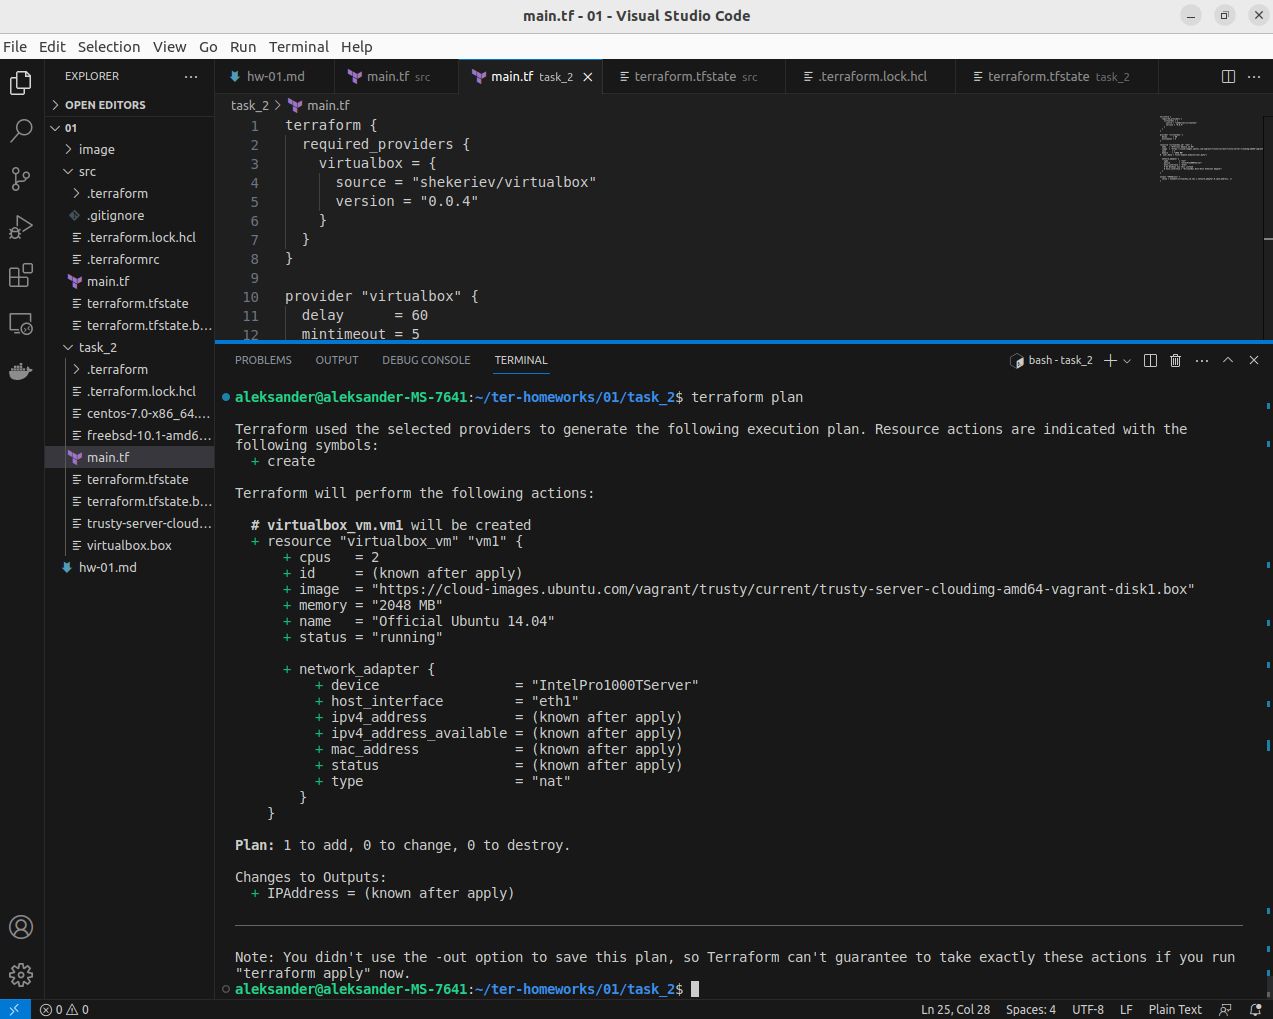 main.tf - 01 - Visual Studio Code
File Edit Selection View Go Run Terminal Help
EXPLORER
OPEN EDITORS
01
image
src
.terraform
.gitignore
.terraform.lock.hcl
.terraformrc
main.tf
terraform.tfstate
terraform.tfstate.b...
task_2
.terraform
.terraform.lock.hcl
centos-7.0-x86_64....
freebsd-10.1-amd6...
main.tf
terraform.tfstate
terraform.tfstate.b...
trusty-server-cloud...
virtualbox.box
hw-01.md
hw-01.md main.tf src main.tf task_2 terraform.tfstate src .terraform.lock.hcl terraform.tfstate task_2
task_2 > main.tf
1 terraform {
2 required_providers {
3 virtualbox = {
4 source = "shekeriev/virtualbox"
5 version = "0.0.4"
6 }
7 }
8 }
9
10 provider "virtualbox" {
11 delay = 60
12 mintimeout = 5
PROBLEMS OUTPUT DEBUG CONSOLE TERMINAL
bash - task_2
aleksander@aleksander-MS-7641:~/ter-homeworks/01/task_2$ terraform plan
Terraform used the selected providers to generate the following execution plan. Resource actions are indicated with the
following symbols:
+ create
Terraform will perform the following actions:
# virtualbox_vm.vm1 will be created
+ resource "virtualbox_vm" "vm1" {
+ cpus = 2
+ id = (known after apply)
+ image = "https://cloud-images.ubuntu.com/vagrant/trusty/current/trusty-server-cloudimg-amd64-vagrant-disk1.box"
+ memory = "2048 MB"
+ name = "Official Ubuntu 14.04"
+ status = "running"
+ network_adapter {
+ device = "IntelPro1000TServer"
+ host_interface = "eth1"
+ ipv4_address = (known after apply)
+ ipv4_address_available = (known after apply)
+ mac_address = (known after apply)
+ status = (known after apply)
+ type = "nat"
}
}
Plan: 1 to add, 0 to change, 0 to destroy.
Changes to Outputs:
+ IPAddress = (known after apply)
Note: You didn't use the -out option to save this plan, so Terraform can't guarantee to take exactly these actions if you run
"terraform apply" now.
aleksander@aleksander-MS-7641:~/ter-homeworks/01/task_2$
0 0 Ln 25, Col 28 Spaces: 4 UTF-8 LF Plain Text